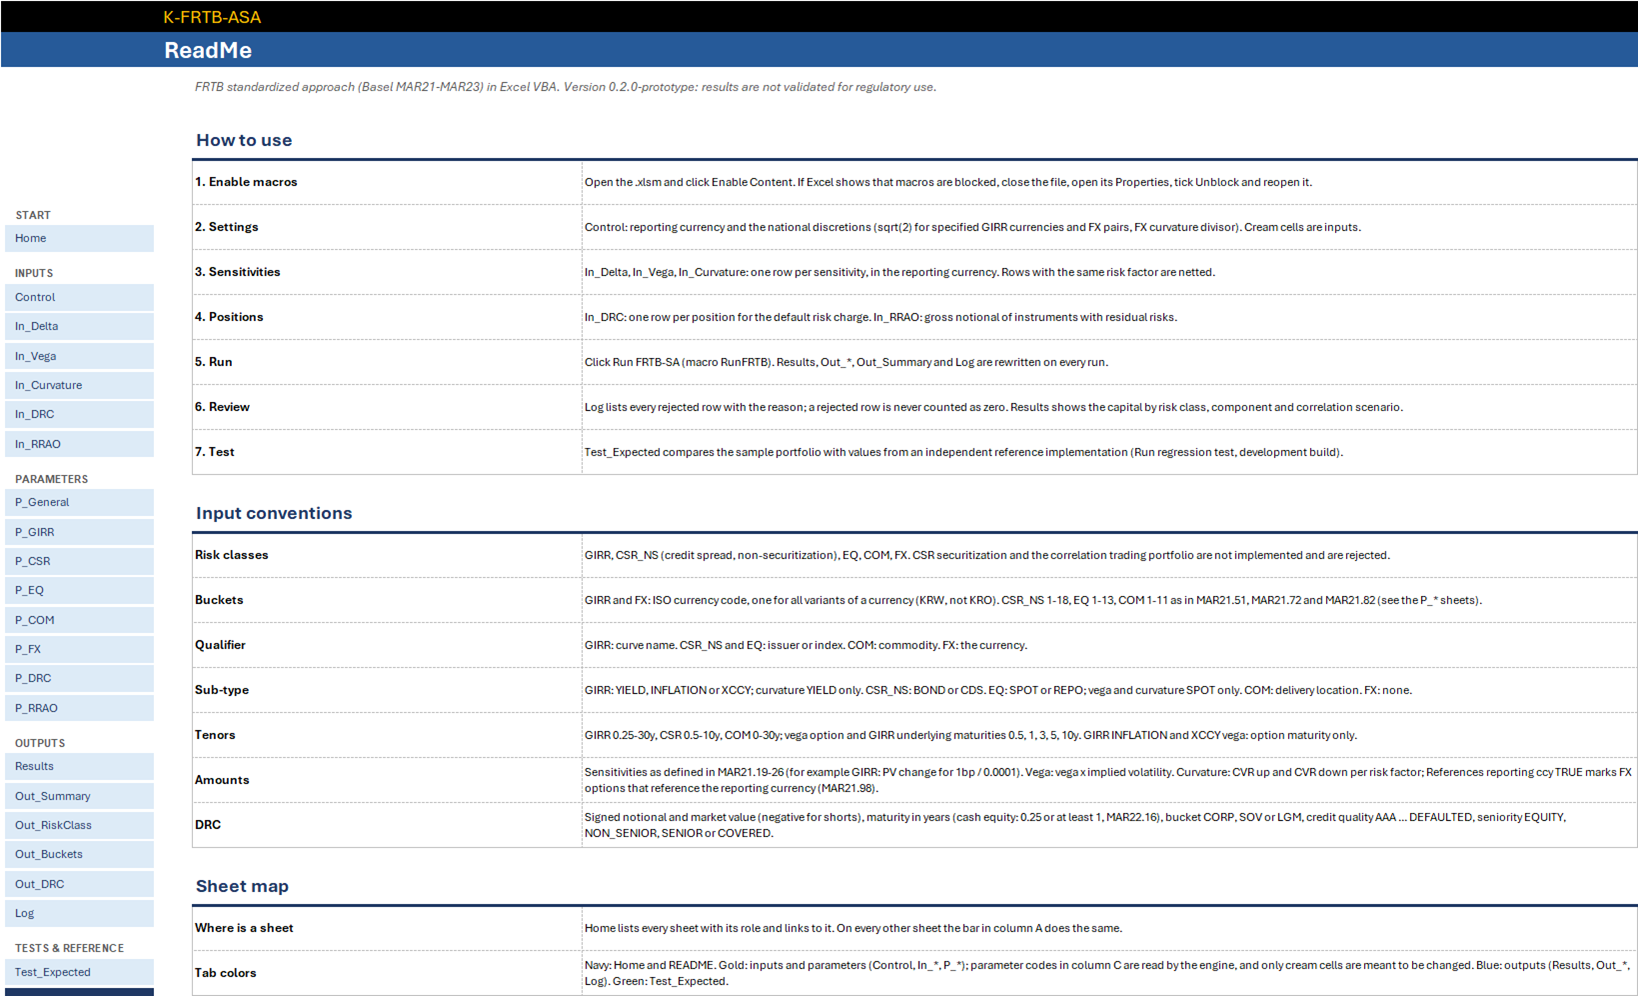 K-FRTB-ASA
ReadMe
FRTB standardized approach (Basel MAR21-MAR23) in Excel VBA. Version 0.2.0-prototype: results are not validated for regulatory use.
START
Home
INPUTS
Control
In_Delta
In_Vega
In_Curvature
In_DRC
In_RRAO
PARAMETERS
P_General
P_GIRR
P_CSR
P_EQ
P_COM
P_FX
P_DRC
P_RRAO
OUTPUTS
Results
Out_Summary
Out_RiskClass
Out_Buckets
Out_DRC
Log
TESTS & REFERENCE
Test_Expected
How to use
1. Enable macros
Open the .xlsm and click Enable Content. If Excel shows that macros are blocked, close the file, open its Properties, tick Unblock and reopen it.
2. Settings
Control: reporting currency and the national discretions (sqrt(2) for specified GIRR currencies and FX pairs, FX curvature divisor). Cream cells are inputs.
3. Sensitivities
In_Delta, In_Vega, In_Curvature: one row per sensitivity, in the reporting currency. Rows with the same risk factor are netted.
4. Positions
In_DRC: one row per position for the default risk charge. In_RRAO: gross notional of instruments with residual risks.
5. Run
Click Run FRTB-SA (macro RunFRTB). Results, Out_*, Out_Summary and Log are rewritten on every run.
6. Review
Log lists every rejected row with the reason; a rejected row is never counted as zero. Results shows the capital by risk class, component and correlation scenario.
7. Test
Test_Expected compares the sample portfolio with values from an independent reference implementation (Run regression test, development build).
Input conventions
Risk classes
GIRR, CSR_NS (credit spread, non-securitization), EQ, COM, FX. CSR securitization and the correlation trading portfolio are not implemented and are rejected.
Buckets
GIRR and FX: ISO currency code, one for all variants of a currency (KRW, not KRO). CSR_NS 1-18, EQ 1-13, COM 1-11 as in MAR21.51, MAR21.72 and MAR21.82 (see the P_* sheets).
Qualifier
GIRR: curve name. CSR_NS and EQ: issuer or index. COM: commodity. FX: the currency.
Sub-type
GIRR: YIELD, INFLATION or XCCY; curvature YIELD only. CSR_NS: BOND or CDS. EQ: SPOT or REPO; vega and curvature SPOT only. COM: delivery location. FX: none.
Tenors
GIRR 0.25-30y, CSR 0.5-10y, COM 0-30y; vega option and GIRR underlying maturities 0.5, 1, 3, 5, 10y. GIRR INFLATION and XCCY vega: option maturity only.
Amounts
Sensitivities as defined in MAR21.19-26 (for example GIRR: PV change for 1bp / 0.0001). Vega: vega x implied volatility. Curvature: CVR up and CVR down per risk factor; References reporting ccy TRUE marks FX
options that reference the reporting currency (MAR21.98).
DRC
Signed notional and market value (negative for shorts), maturity in years (cash equity: 0.25 or at least 1, MAR22.16), bucket CORP, SOV or LGM, credit quality AAA ... DEFAULTED, seniority EQUITY,
NON_SENIOR, SENIOR or COVERED.
Sheet map
Where is a sheet
Home lists every sheet with its role and links to it. On every other sheet the bar in column A does the same.
Tab colors
Navy: Home and README. Gold: inputs and parameters (Control, In_*, P_*); parameter codes in column C are read by the engine, and only cream cells are meant to be changed. Blue: outputs (Results, Out_*,
Log). Green: Test_Expected.